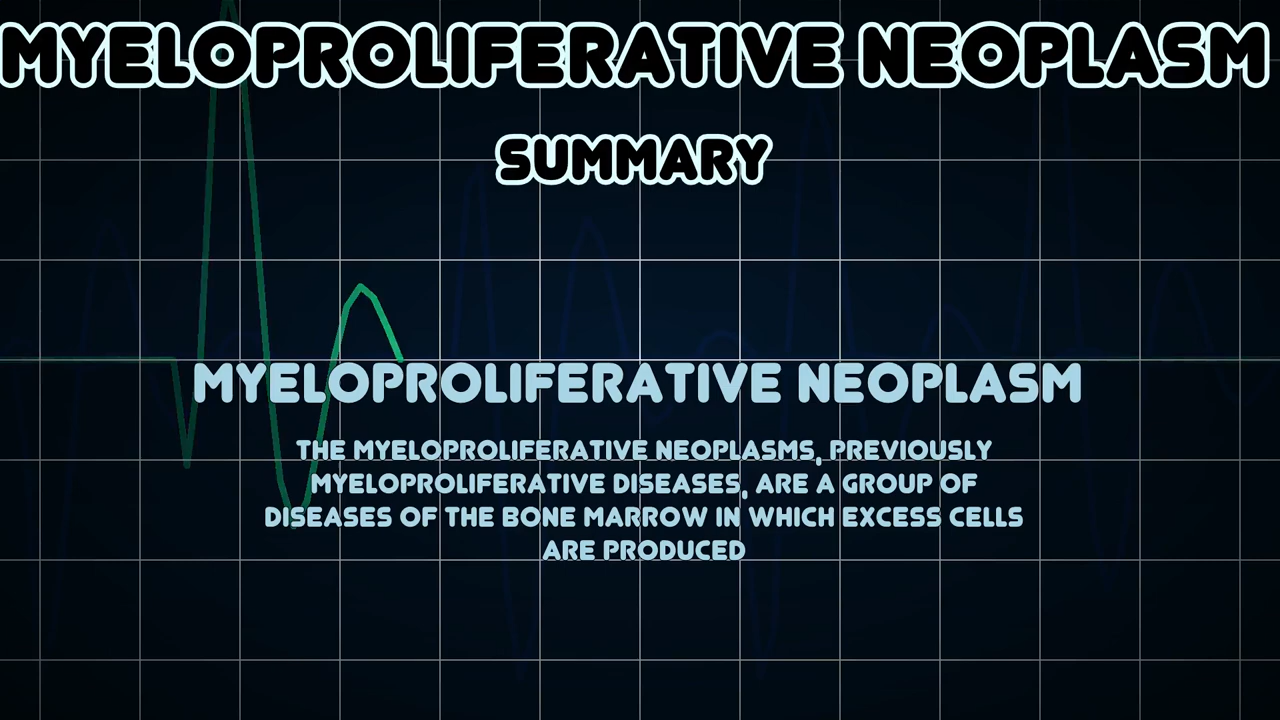 MYELOPROLIFERATIVE NEOPLASM
SUMMARY
MYELOPROLIFERATIVE NEOPLASM
THE MYELOPROLIFERATIVE NEOPLASMS, PREVIOUSLY
MYELOPROLIFERATIVE DISEASES, ARE A GROUP OF
DISEASES OF THE BONE MARROW IN WHICH EXCESS CELLS
ARE PRODUCED